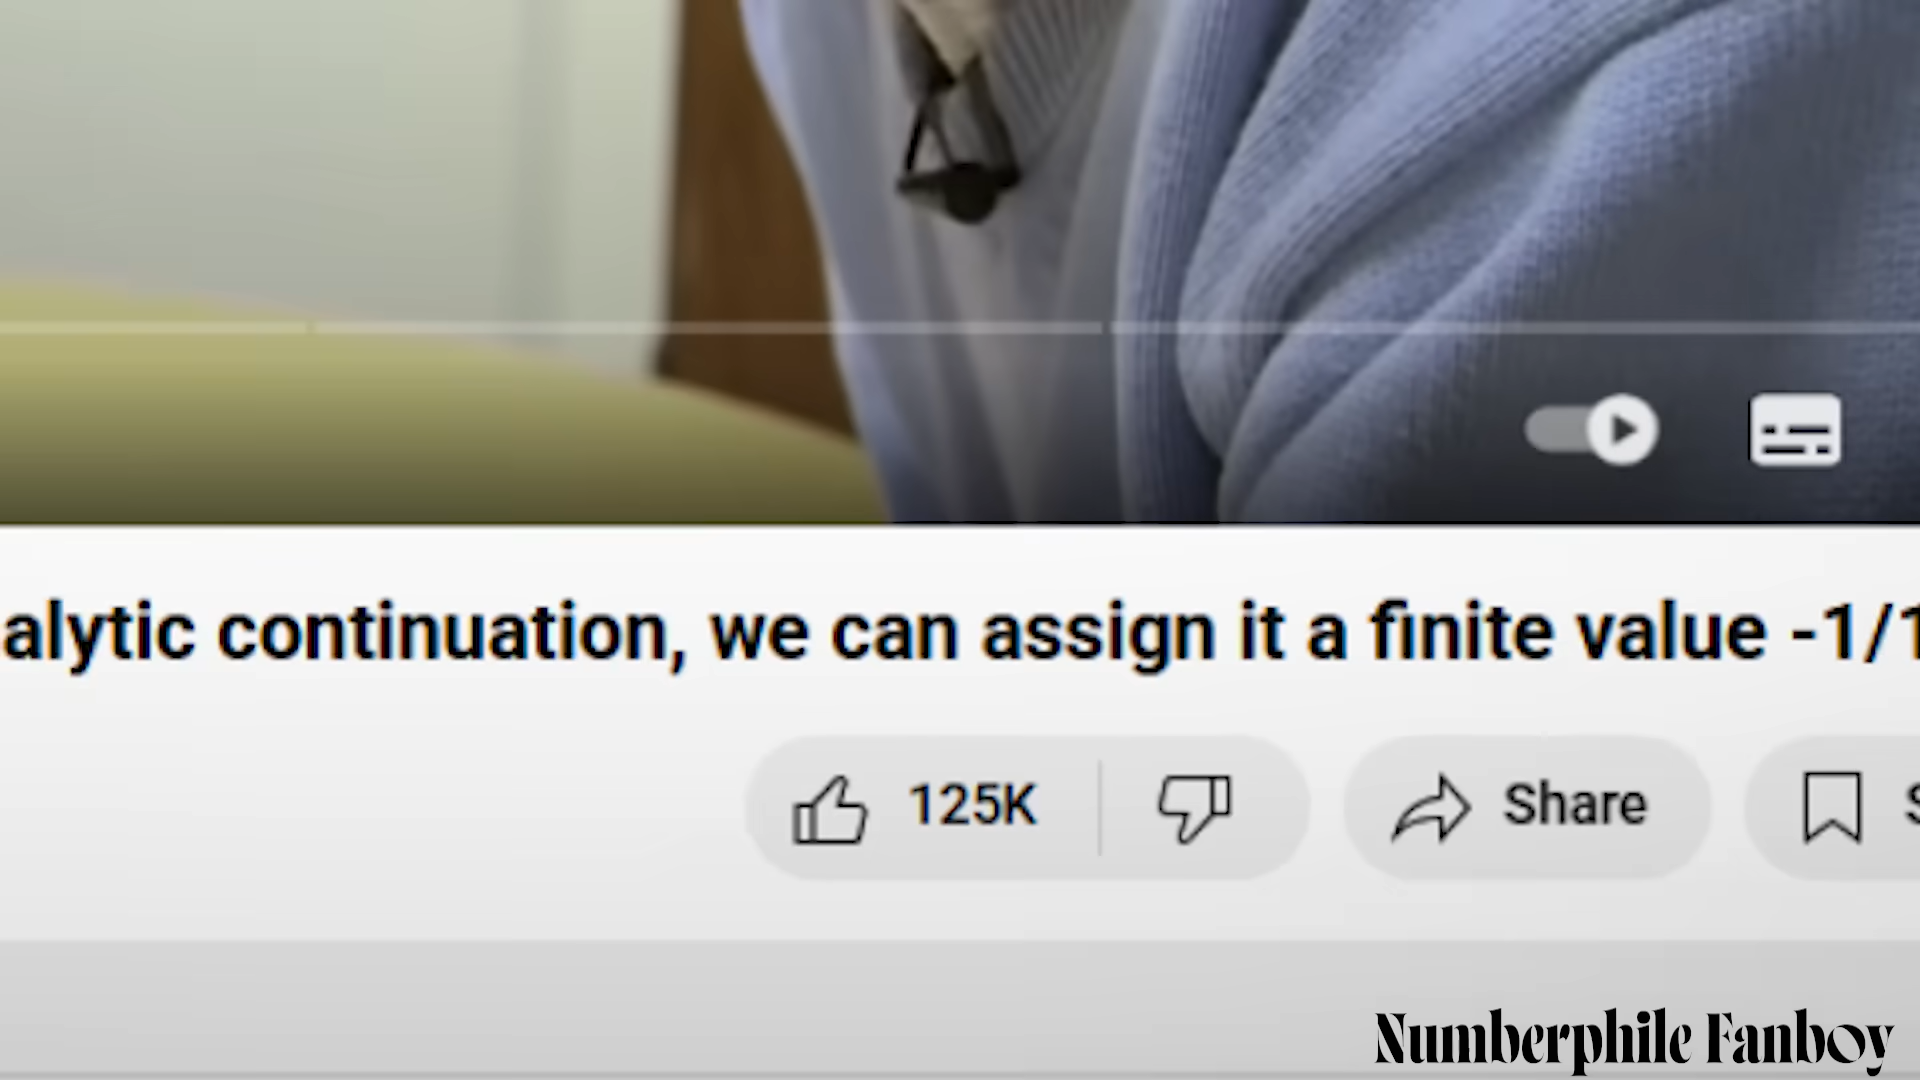 alytic continuation, we can assign it a finite value -1/1
125K
Share
Numberphile Fanboy